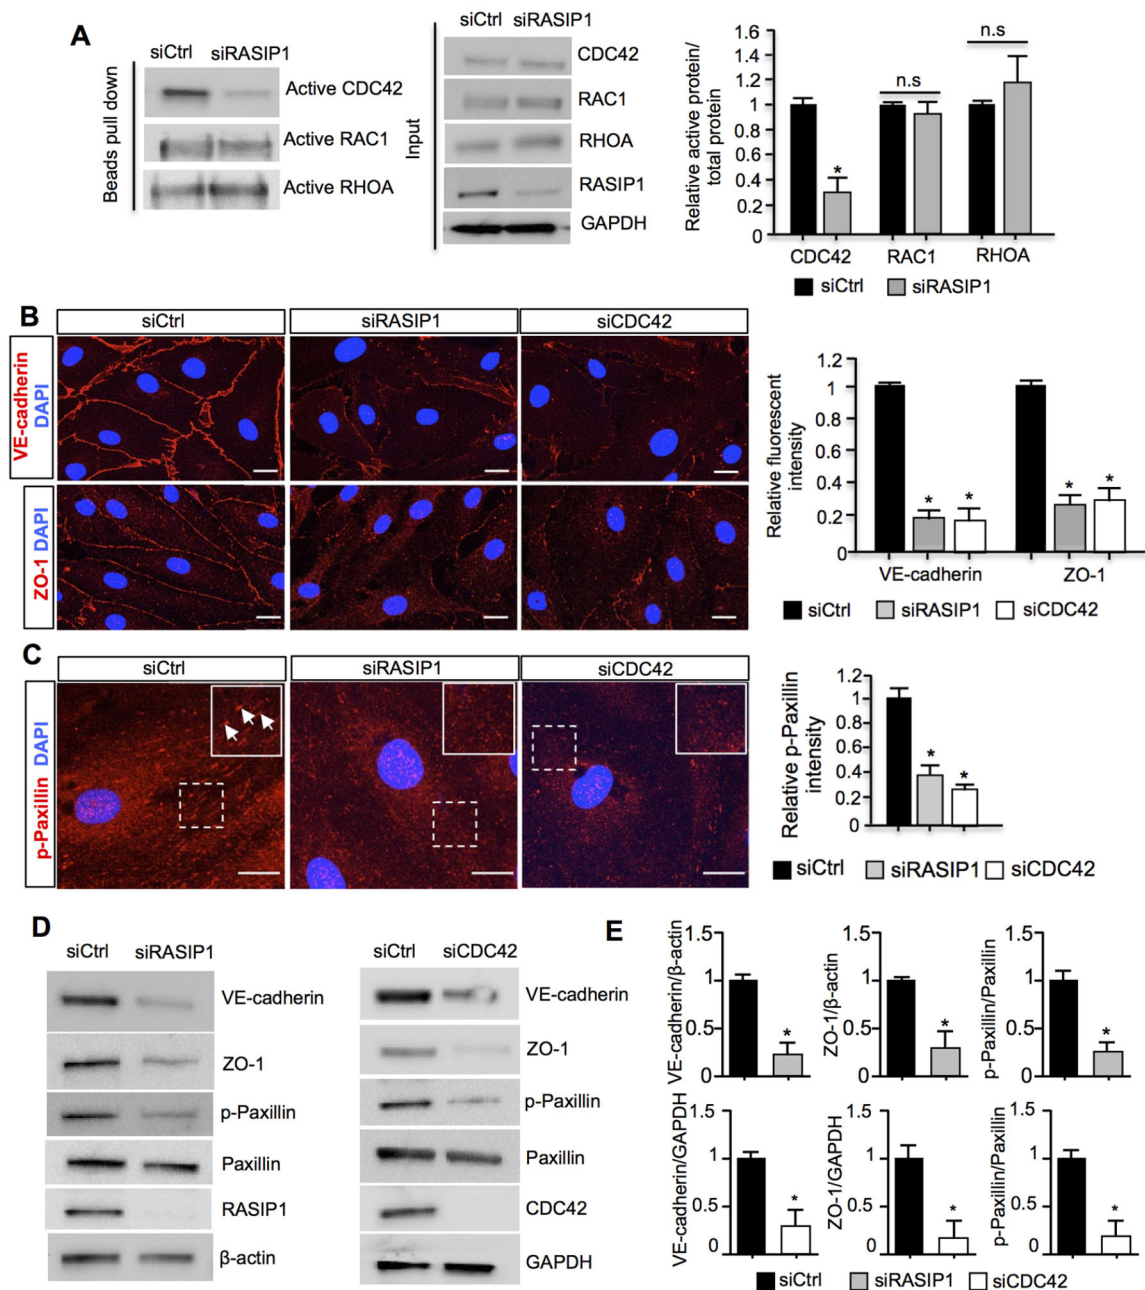 A
siCtrl siRASIP1
Beads pull down
Active CDC42
Active RAC1
Active RHOA
siCtrl siRASIP1
Input
CDC42
RAC1
RHOA
RASIP1
GAPDH
Relative active protein/
total protein
1.6
1.4
1.2
1
0.8
0.6
0.4
0.2
0
*
n.s
n.s
CDC42 RAC1 RHOA
siCtrl siRASIP1
B
siCtrl siRASIP1 siCDC42
VE-cadherin
DAPI
ZO-1 DAPI
Relative fluorescent
intensity
1.2
1
0.8
0.6
0.4
0.2
0
* * * *
VE-cadherin ZO-1
siCtrl siRASIP1 siCDC42
C
siCtrl siRASIP1 siCDC42
p-Paxillin DAPI
Relative p-Paxillin
intensity
1.2
1
0.8
0.6
0.4
0.2
0
* *
siCtrl siRASIP1 siCDC42
D
siCtrl siRASIP1
VE-cadherin
ZO-1
p-Paxillin
Paxillin
RASIP1
β-actin
siCtrl siCDC42
VE-cadherin
ZO-1
p-Paxillin
Paxillin
CDC42
GAPDH
E
VE-cadherin/β-actin
1.5
1
0.5
0
*
ZO-1/β-actin
1.5
1
0.5
0
*
p-Paxillin/Paxillin
1.5
1
0.5
0
*
VE-cadherin/GAPDH
1.5
1
0.5
0
*
ZO-1/GAPDH
1.5
1
0.5
0
*
p-Paxillin/Paxillin
1.5
1
0.5
0
*
siCtrl siRASIP1 siCDC42